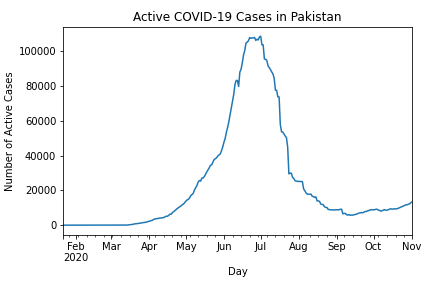 Active COVID-19 Cases in Pakistan
Number of Active Cases
100000
80000
60000
40000
20000
0
Feb Mar Apr May Jun Jul Aug Sep Oct Nov
2020
Day